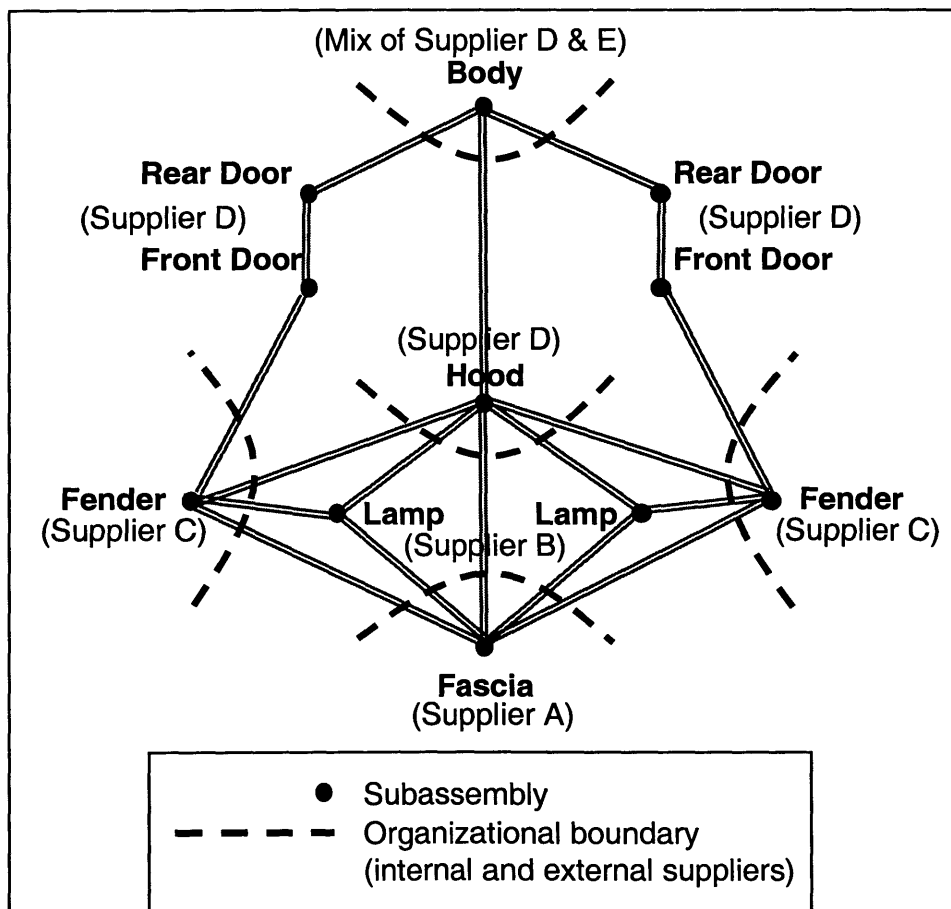 (Mix of Supplier D & E)
Body
Rear Door
(Supplier D)
Front Door
Rear Door
(Supplier D)
Front Door
(Supplier D)
Hood
Fender
(Supplier C)
Lamp
Lamp
(Supplier B)
Fender
(Supplier C)
Fascia
(Supplier A)
Subassembly
Organizational boundary
(internal and external suppliers)